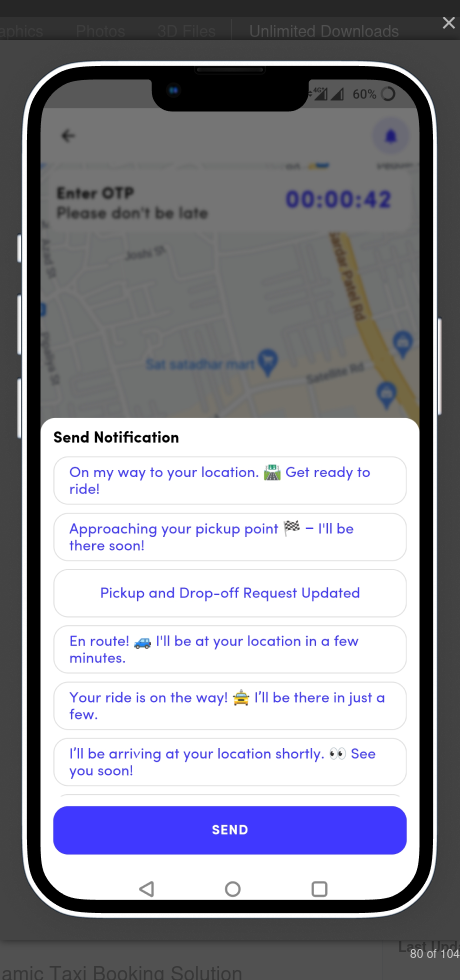 Photos 3D Files Unlimited Downloads
60%
Enter OTP
00:00:42
Please don't be late
Joshi St
Sat satadhar mart
Satellite Rd
Patel Rd
Send Notification
On my way to your location. 🛣️ Get ready to
ride!
Approaching your pickup point 🏁 – I'll be
there soon!
Pickup and Drop-off Request Updated
En route! 🚙 I'll be at your location in a few
minutes.
Your ride is on the way! 🚖 I’ll be there in just a
few.
I’ll be arriving at your location shortly. 👀 See
you soon!
SEND
80 of 104
Taxi Booking Solution